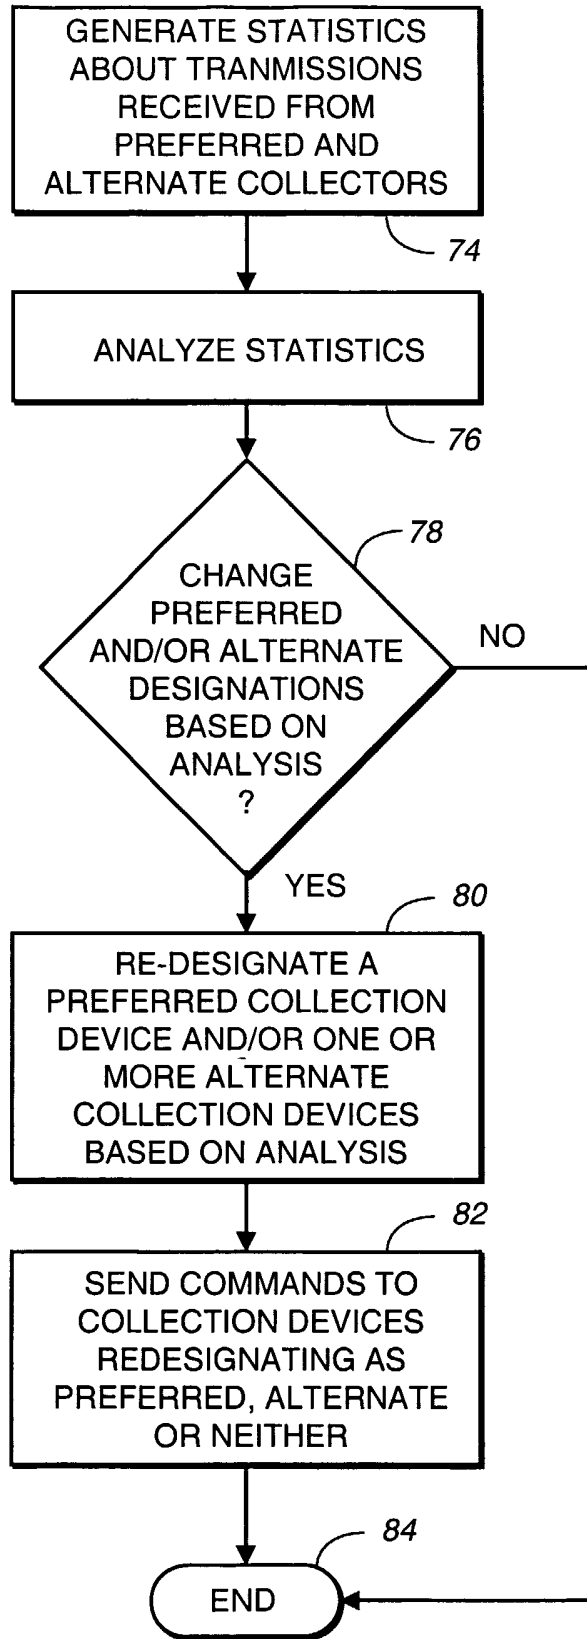 GENERATE STATISTICS
ABOUT TRANMISSIONS
RECEIVED FROM
PREFERRED AND
ALTERNATE COLLECTORS
74
ANALYZE STATISTICS
76
78
CHANGE
PREFERRED
AND/OR ALTERNATE
DESIGNATIONS
BASED ON
ANALYSIS
?
NO
YES
80
RE-DESIGNATE A
PREFERRED COLLECTION
DEVICE AND/OR ONE OR
MORE ALTERNATE
COLLECTION DEVICES
BASED ON ANALYSIS
82
SEND COMMANDS TO
COLLECTION DEVICES
REDESIGNATING AS
PREFERRED, ALTERNATE
OR NEITHER
84
END